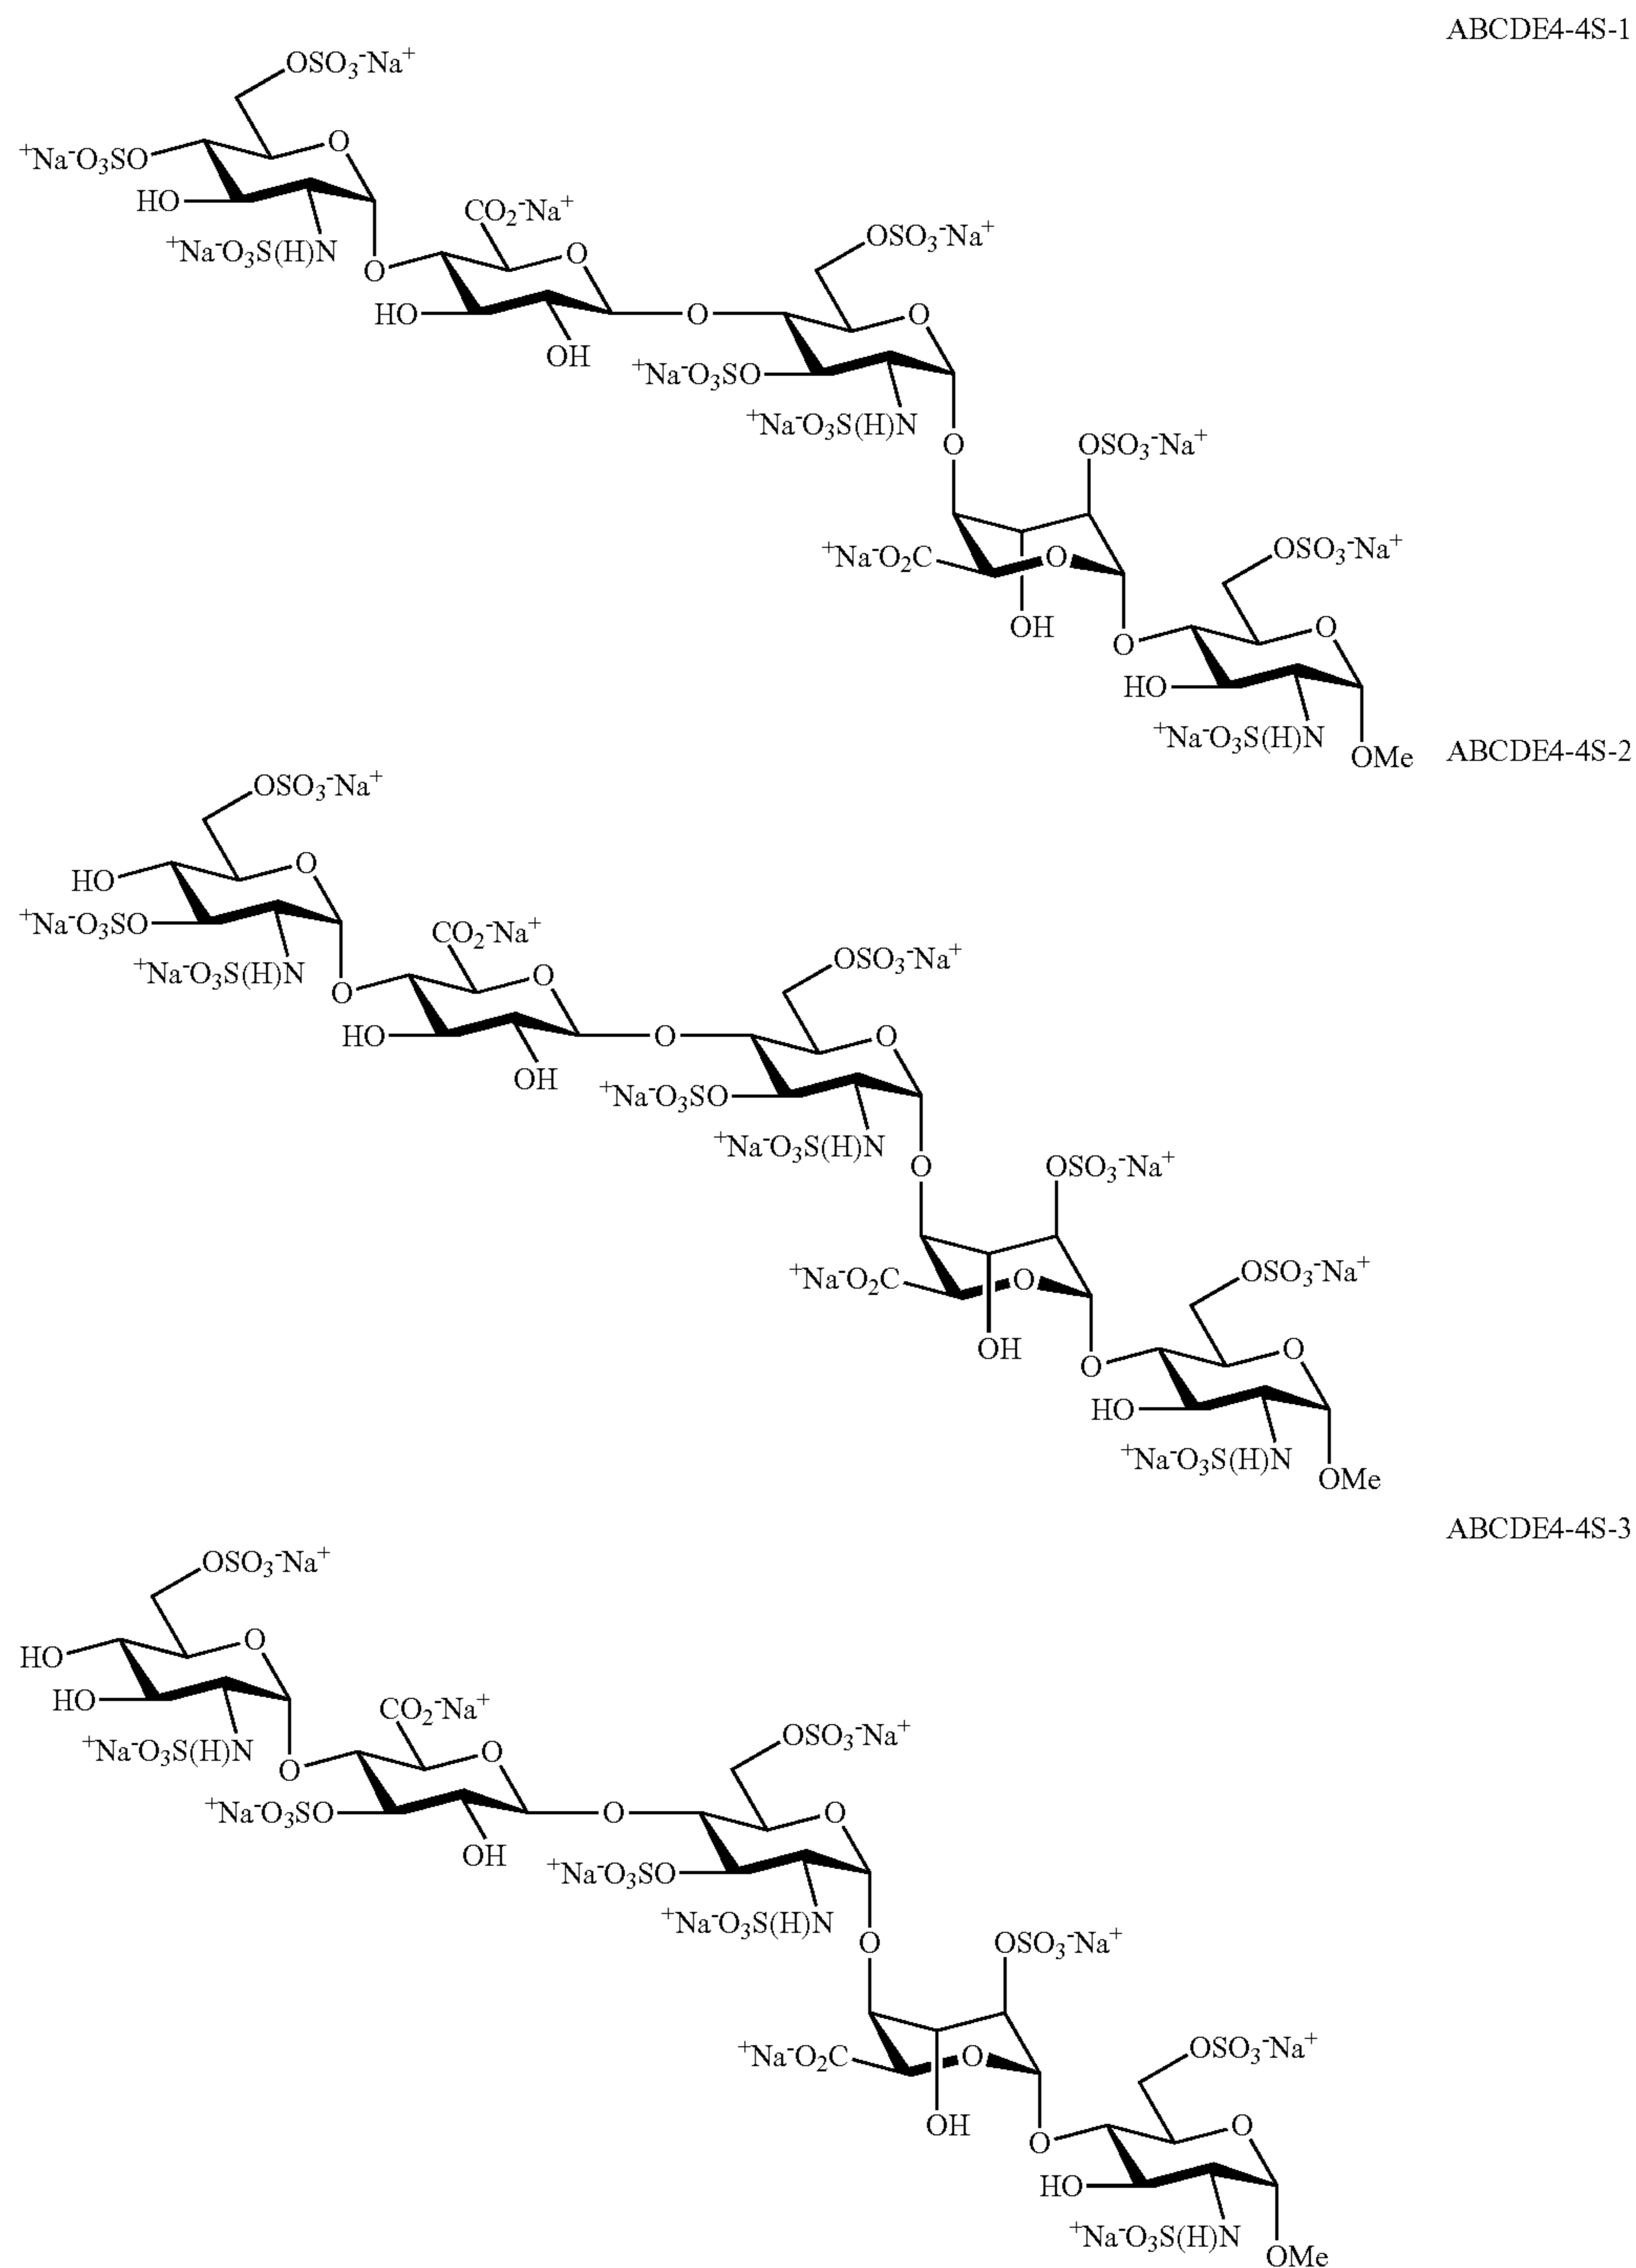 ABCDE4-4S-1
OSO₃⁻Na⁺
O
⁺Na⁻O₃SO
HO
⁺Na⁻O₃S(H)N
CO₂⁻Na⁺
O
O
HO
OH
O
OSO₃⁻Na⁺
O
⁺Na⁻O₃SO
⁺Na⁻O₃S(H)N
O
OSO₃⁻Na⁺
⁺Na⁻O₂C
O
OH
OSO₃⁻Na⁺
O
O
HO
⁺Na⁻O₃S(H)N
OMe
ABCDE4-4S-2
OSO₃⁻Na⁺
O
HO
⁺Na⁻O₃SO
⁺Na⁻O₃S(H)N
CO₂⁻Na⁺
O
O
HO
OH
O
OSO₃⁻Na⁺
O
⁺Na⁻O₃SO
⁺Na⁻O₃S(H)N
O
OSO₃⁻Na⁺
⁺Na⁻O₂C
O
OH
OSO₃⁻Na⁺
O
O
HO
⁺Na⁻O₃S(H)N
OMe
ABCDE4-4S-3
OSO₃⁻Na⁺
O
HO
HO
⁺Na⁻O₃S(H)N
CO₂⁻Na⁺
O
O
⁺Na⁻O₃SO
OH
O
OSO₃⁻Na⁺
O
⁺Na⁻O₃SO
⁺Na⁻O₃S(H)N
O
OSO₃⁻Na⁺
⁺Na⁻O₂C
O
OH
OSO₃⁻Na⁺
O
O
HO
⁺Na⁻O₃S(H)N
OMe